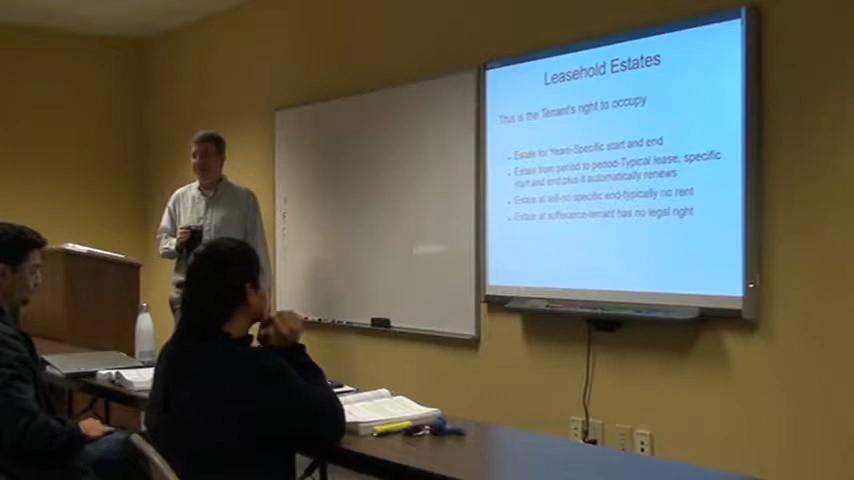 Leasehold Estates
This is the Tenant's right to occupy
• Estate for Years-Specific start and end
• Estate from period to period-Typical lease, specific
start and end plus it automatically renews
• Estate at will-no specific end-typically no rent
• Estate at sufferance-tenant has no legal right